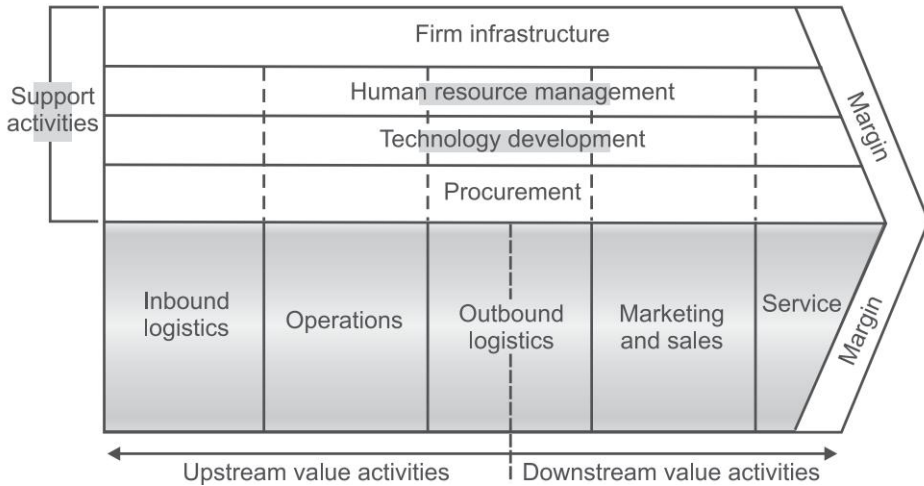 Firm infrastructure
Support
activities
Human resource management
Technology development
Procurement
Margin
Inbound
logistics
Operations
Outbound
logistics
Marketing
and sales
Service
Margin
Upstream value activities
Downstream value activities